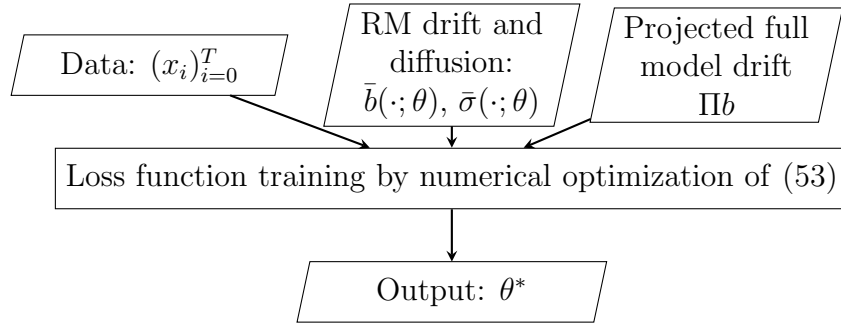 Data: $(x_i)_{i=0}^{T}$
RM drift and
diffusion:
$\bar{b}(\cdot;\theta)$, $\bar{\sigma}(\cdot;\theta)$
Projected full
model drift
$\Pi b$
Loss function training by numerical optimization of (53)
Output: $\theta^*$